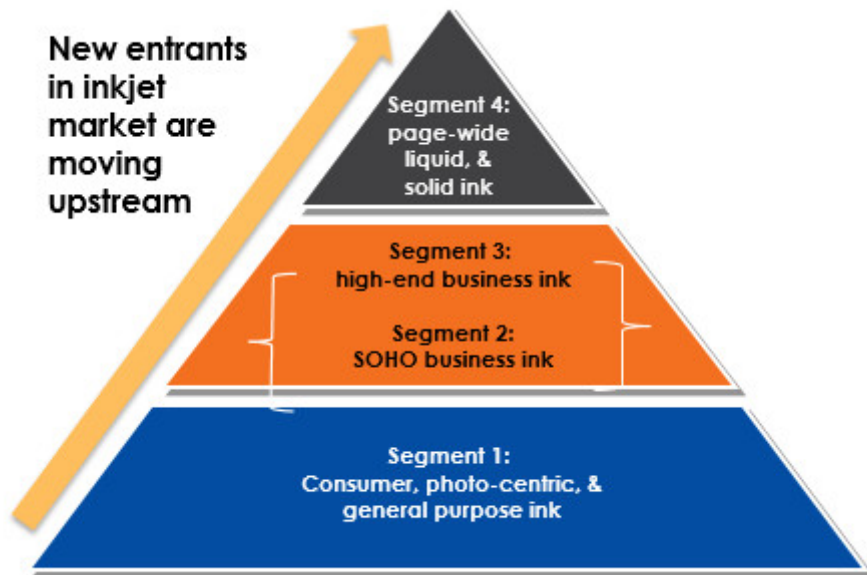 New entrants
in inkjet
market are
moving
upstream
Segment 4:
page-wide
liquid, &
solid ink
Segment 3:
high-end business ink
Segment 2:
SOHO business ink
Segment 1:
Consumer, photo-centric, &
general purpose ink